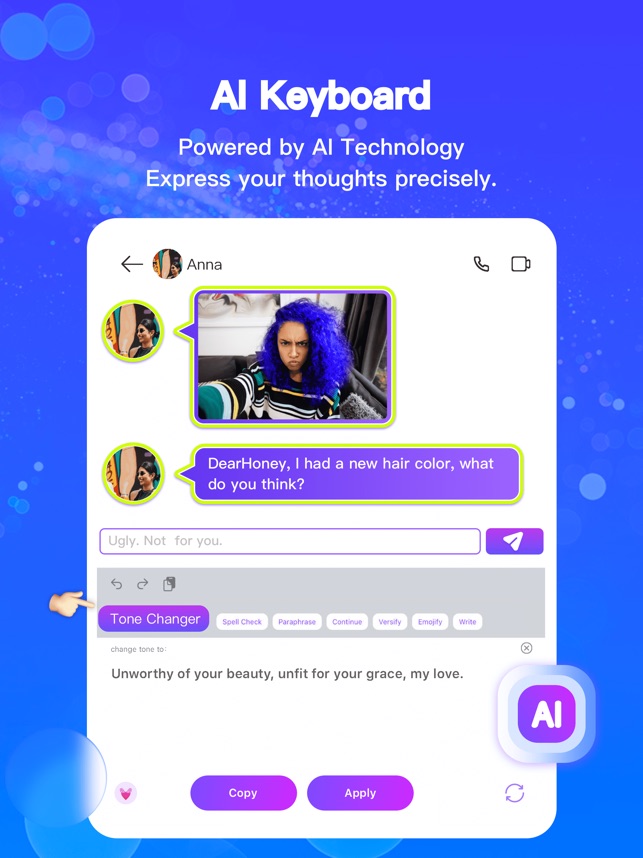 AI Keyboard
Powered by AI Technology
Express your thoughts precisely.
Anna
DearHoney, I had a new hair color, what
do you think?
Ugly. Not for you.
Tone Changer
Spell Check
Paraphrase
Continue
Versify
Emojify
Write
change tone to:
Unworthy of your beauty, unfit for your grace, my love.
AI
Copy
Apply